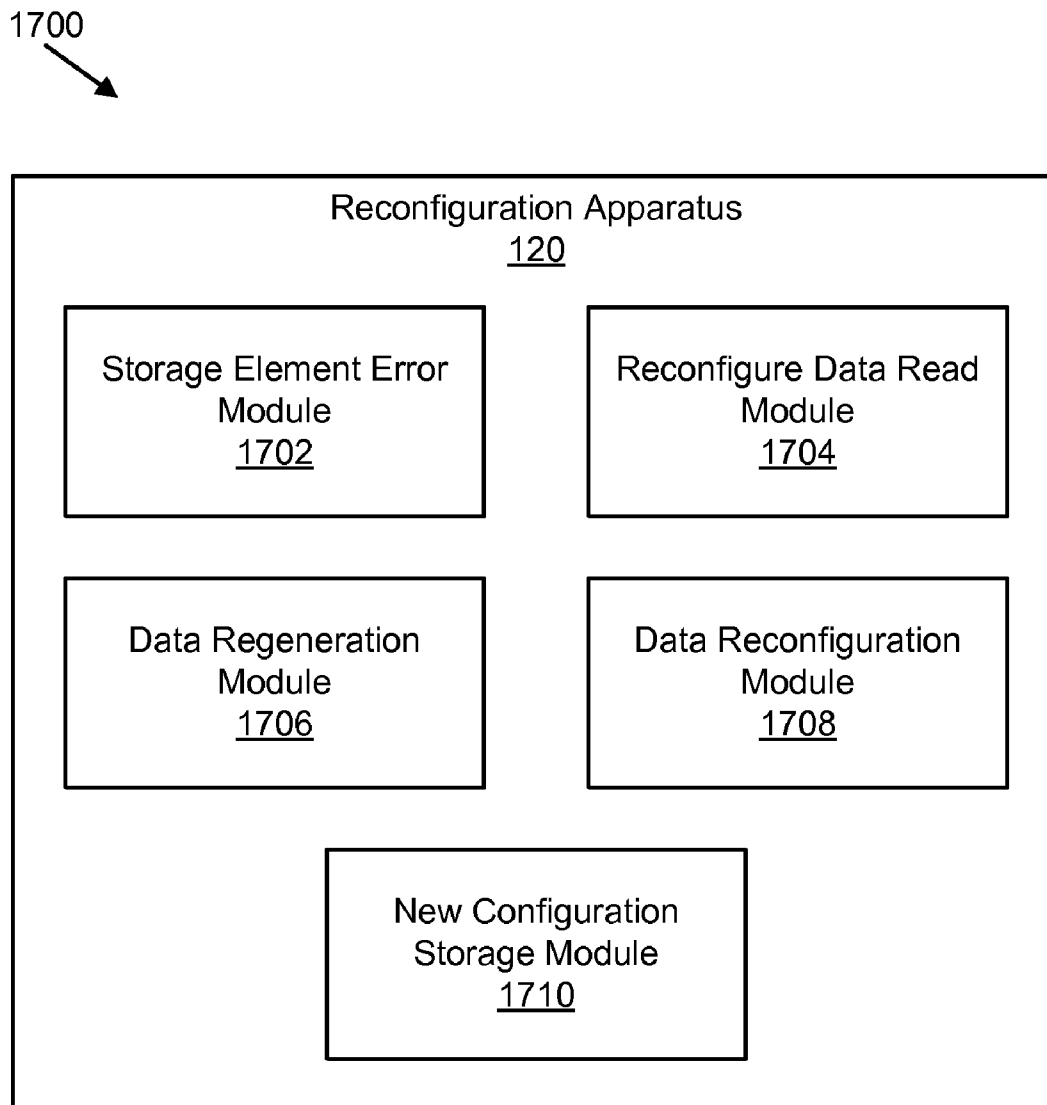 1700
Reconfiguration Apparatus
120
Storage Element Error
Module
1702
Reconfigure Data Read
Module
1704
Data Regeneration
Module
1706
Data Reconfiguration
Module
1708
New Configuration
Storage Module
1710